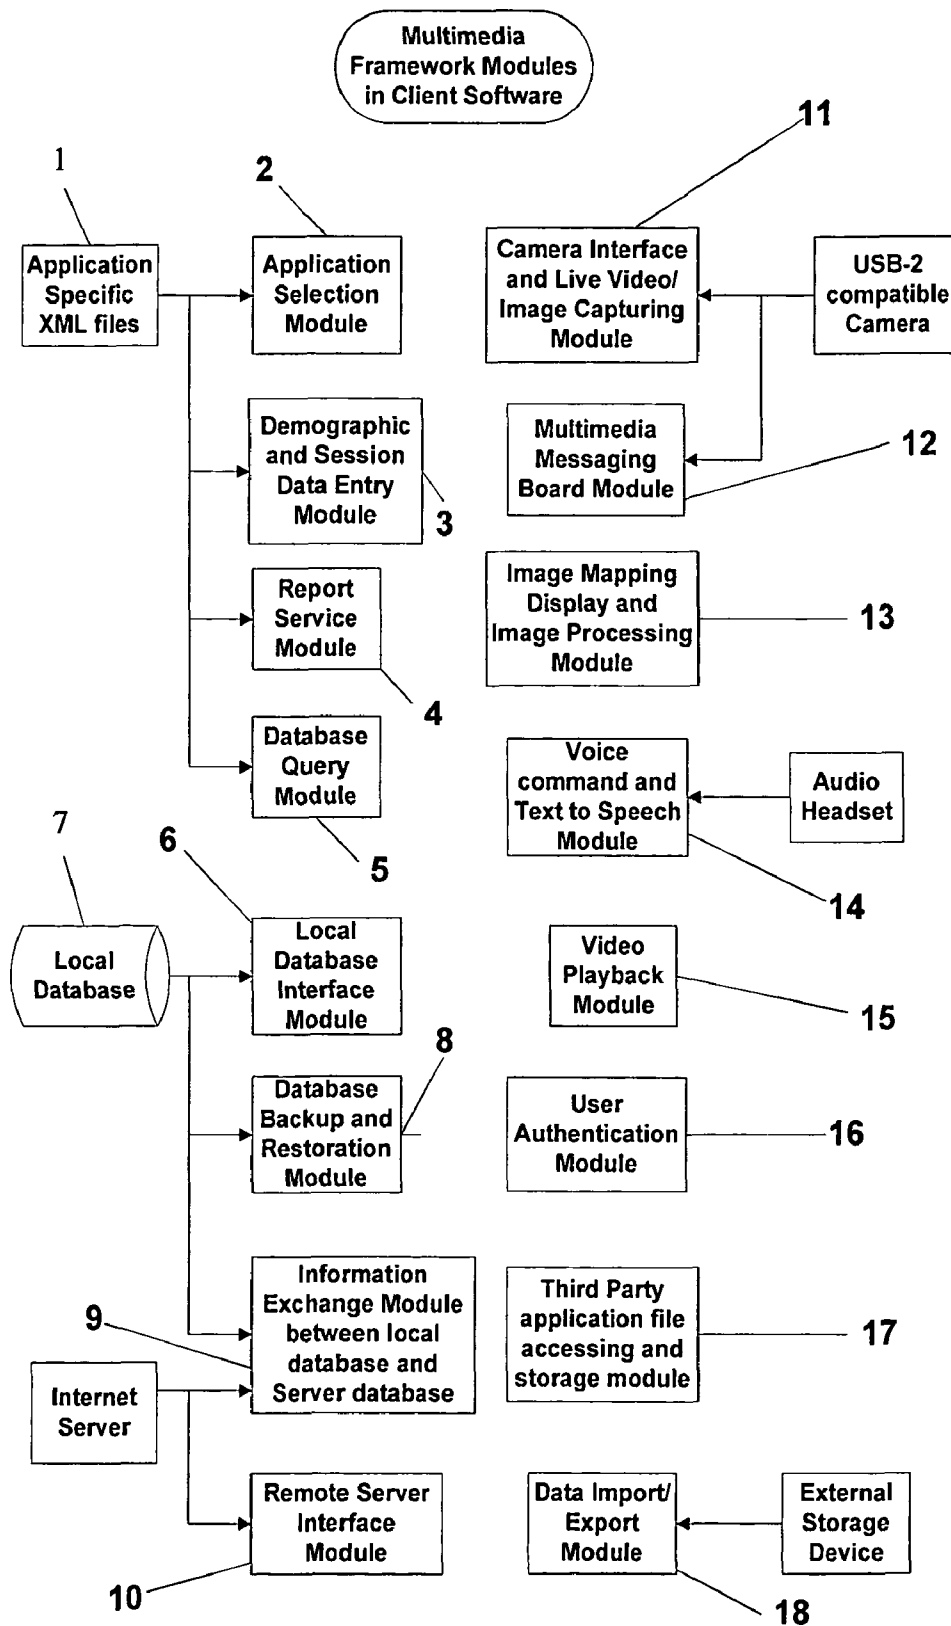 Multimedia
Framework Modules
in Client Software
11
1
2
Application
Specific
XML files
Application
Selection
Module
Camera Interface
and Live Video/
Image Capturing
Module
USB-2
compatible
Camera
Demographic
and Session
Data Entry
Module
3
Multimedia
Messaging
Board Module
12
Report
Service
Module
4
Image Mapping
Display and
Image Processing
Module
13
Database
Query
Module
5
Voice
command and
Text to Speech
Module
Audio
Headset
14
7
6
Local
Database
Local
Database
Interface
Module
Video
Playback
Module
15
8
Database
Backup and
Restoration
Module
User
Authentication
Module
16
9
Information
Exchange Module
between local
database and
Server database
Third Party
application file
accessing and
storage module
17
Internet
Server
Remote Server
Interface
Module
10
Data Import/
Export
Module
External
Storage
Device
18